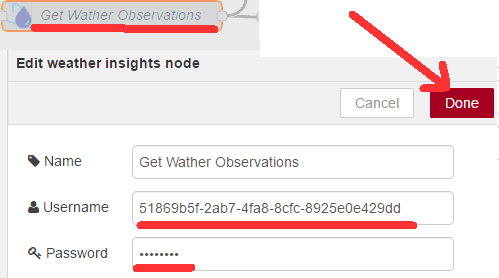 Get Wather Observations
Edit weather insights node
Cancel Done
Name Get Wather Observations
Username 51869b5f-2ab7-4fa8-8cfc-8925e0e429dd
Password ••••••••